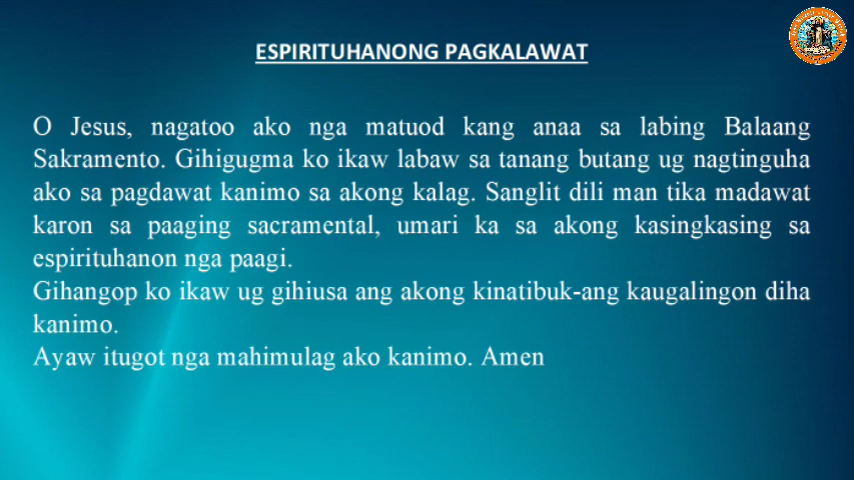 ESPIRITUHANONG PAGKALAWAT
O Jesus, nagatoo ako nga matuod kang anaa sa labing Balaang
Sakramento. Gihigugma ko ikaw labaw sa tanang butang ug nagtinguha
ako sa pagdawat kanimo sa akong kalag. Sanglit dili man tika madawat
karon sa paaging sacramental, umari ka sa akong kasingkasing sa
espirituhanon nga paagi.
Gihangop ko ikaw ug gihiusa ang akong kinatibuk-ang kaugalingon diha
kanimo.
Ayaw itugot nga mahimulag ako kanimo. Amen